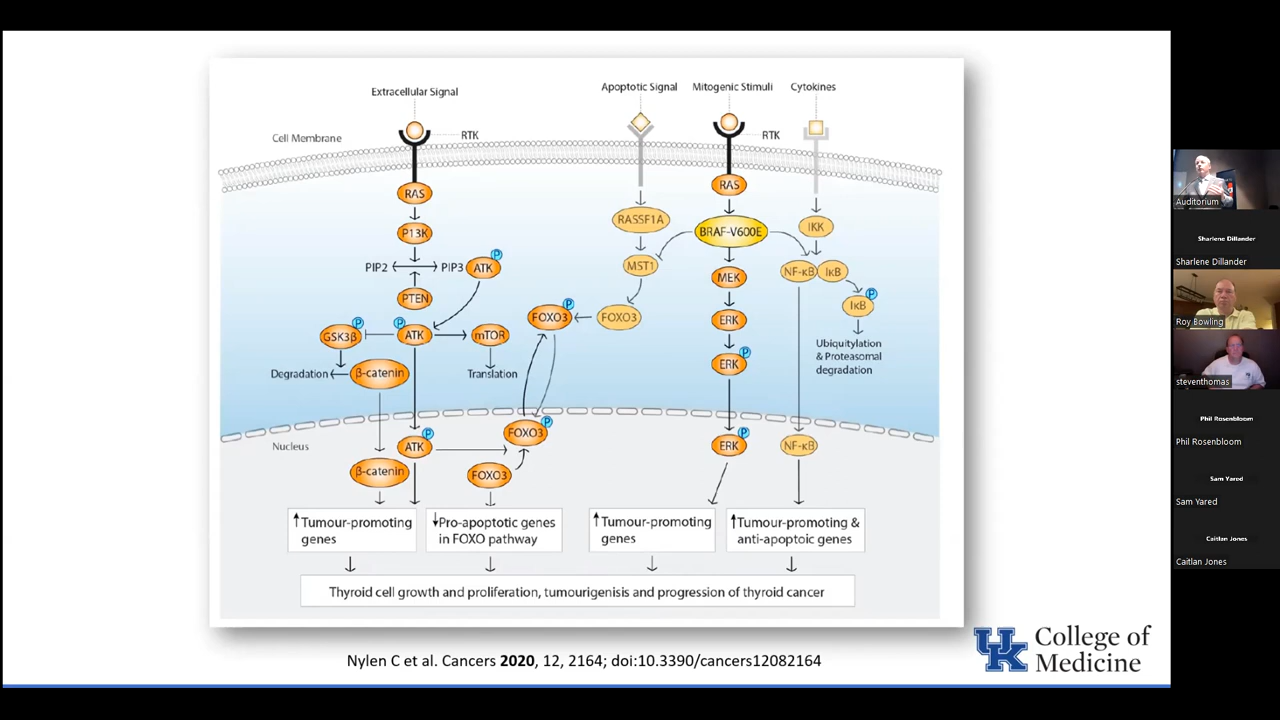 Extracellular Signal
Apoptotic Signal
Mitogenic Stimuli
Cytokines
Cell Membrane
RTK
RTK
RAS
RAS
P13K
RASSF1A
BRAF-V600E
IKK
PIP2
PIP3
ATK
P
MST1
MEK
NF-κB
IκB
PTEN
IκB
P
FOXO3
P
FOXO3
ERK
GSK3β
P
ATK
P
mTOR
Ubiquitylation
& Proteasomal
degradation
ERK
P
Degradation
β-catenin
Translation
Nucleus
ATK
P
FOXO3
P
ERK
P
NF-κB
β-catenin
FOXO3
↑Tumour-promoting
genes
↓Pro-apoptotic genes
in FOXO pathway
↑Tumour-promoting
genes
↑Tumour-promoting &
anti-apoptoic genes
Thyroid cell growth and proliferation, tumourigenisis and progression of thyroid cancer
Nylen C et al. Cancers 2020, 12, 2164; doi:10.3390/cancers12082164
UK
College of
Medicine
Auditorium
Sharlene Dillander
Sharlene Dillander
Roy Bowling
steventhomas
Phil Rosenbloom
Phil Rosenbloom
Sam Yared
Sam Yared
Caitlan Jones
Caitlan Jones